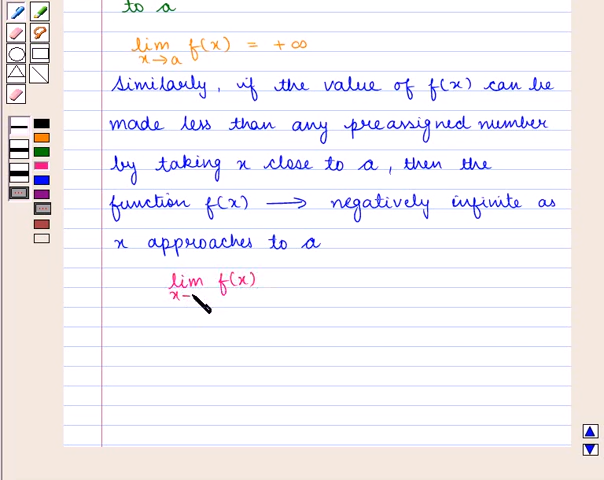 to a
lim f(x) = +∞
x→a
Similarly, if the value of f(x) can be
made less than any preassigned number
by taking x close to a, then the
function f(x) ⟶ negatively infinite as
x approaches to a
lim f(x)
x–